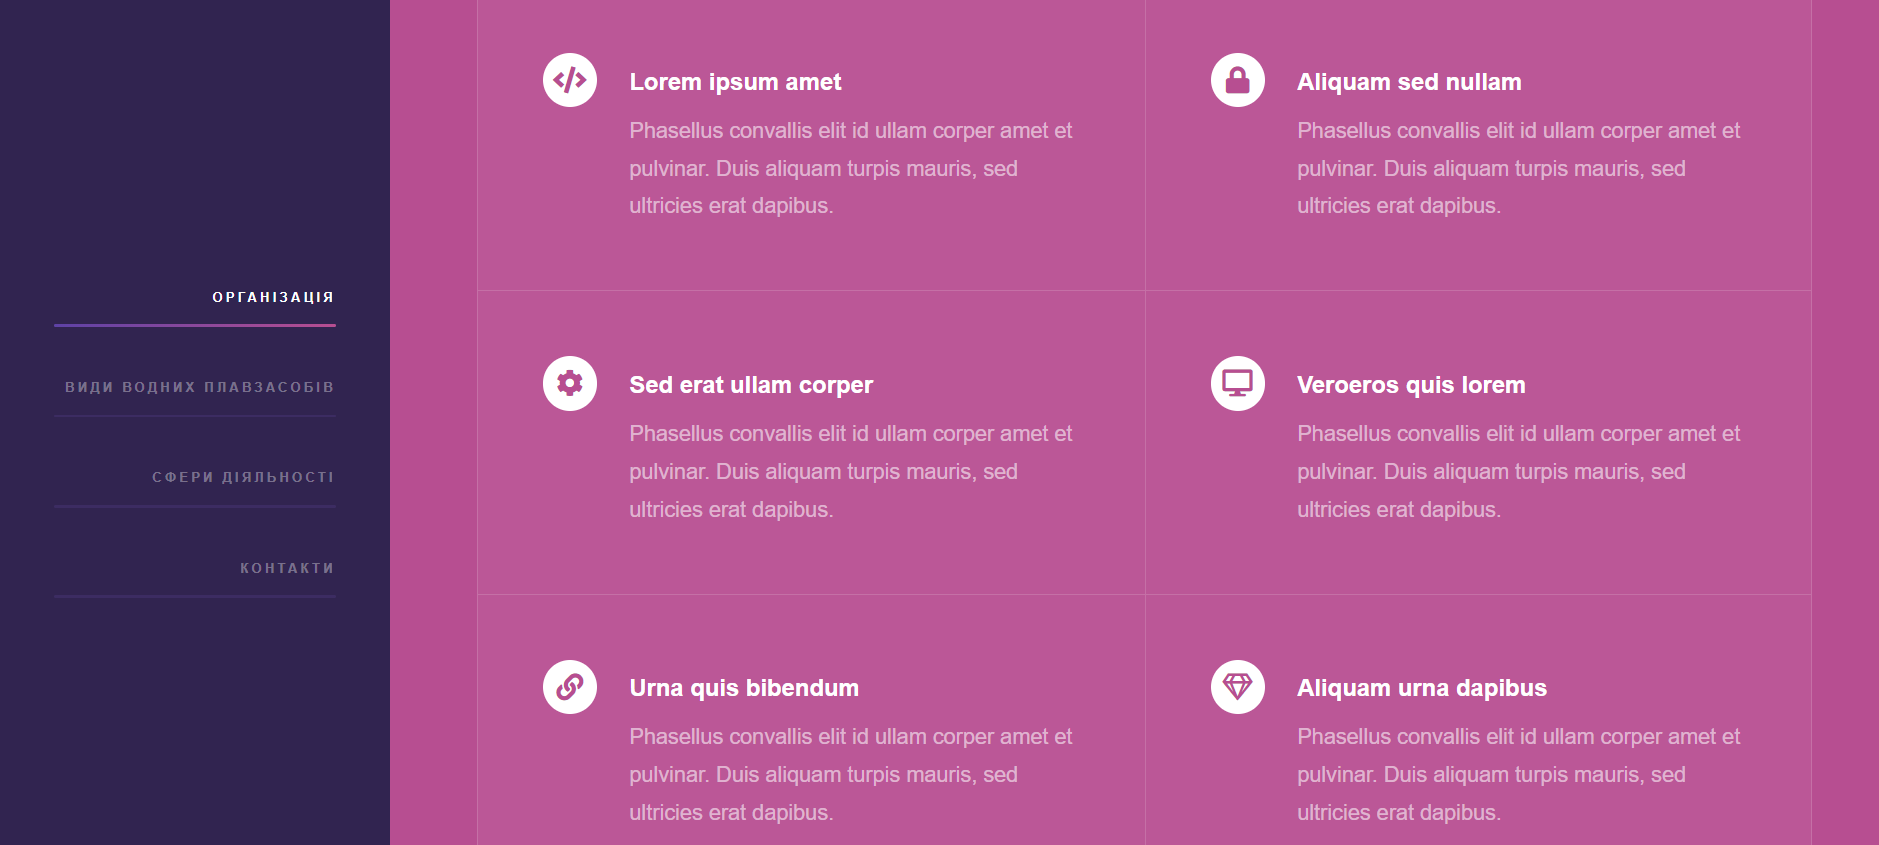 ОРГАНІЗАЦІЯ
ВИДИ ВОДНИХ ПЛАВЗАСОБІВ
СФЕРИ ДІЯЛЬНОСТІ
КОНТАКТИ
Lorem ipsum amet
Phasellus convallis elit id ullam corper amet et
pulvinar. Duis aliquam turpis mauris, sed
ultricies erat dapibus.
Aliquam sed nullam
Phasellus convallis elit id ullam corper amet et
pulvinar. Duis aliquam turpis mauris, sed
ultricies erat dapibus.
Sed erat ullam corper
Phasellus convallis elit id ullam corper amet et
pulvinar. Duis aliquam turpis mauris, sed
ultricies erat dapibus.
Veroeros quis lorem
Phasellus convallis elit id ullam corper amet et
pulvinar. Duis aliquam turpis mauris, sed
ultricies erat dapibus.
Urna quis bibendum
Phasellus convallis elit id ullam corper amet et
pulvinar. Duis aliquam turpis mauris, sed
ultricies erat dapibus.
Aliquam urna dapibus
Phasellus convallis elit id ullam corper amet et
pulvinar. Duis aliquam turpis mauris, sed
ultricies erat dapibus.